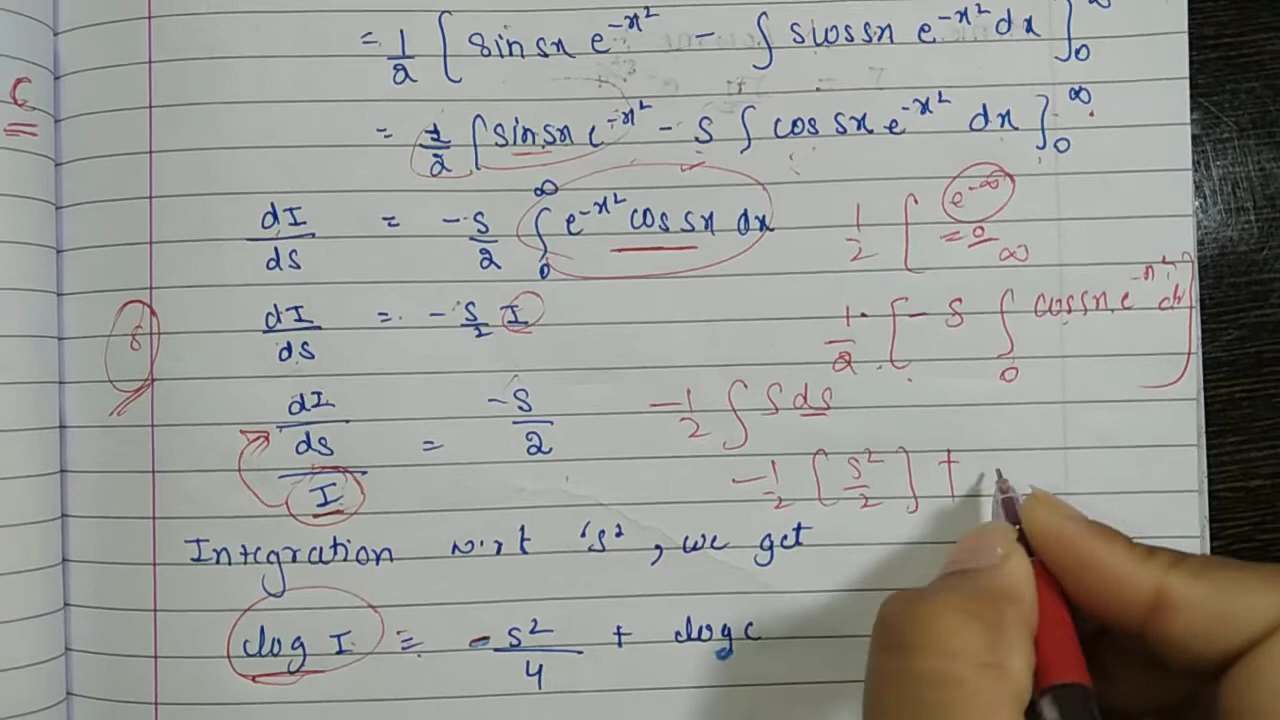 = 1/2 [ sin sx e^{-x²} - ∫ s cos sx e^{-x²} dx ]_0^∞
C
= 1/2 [ sin sx e^{-x²} - s ∫ cos sx e^{-x²} dx ]_0^∞
dI/ds = -s/2 ∫_0^∞ e^{-x²} cos sx dx
1/2 [ e^{-∞} = 0
dI/ds = - s/2 I
1/2 [ - s ∫_0^∞ cos sx e^{-x²} dx ]
8
dI/ds / I = -s/2
-1/2 ∫ s ds
-1/2 [ s²/2 ] +
Integration w.r.t 's', we get
log I = -s²/4 + log c